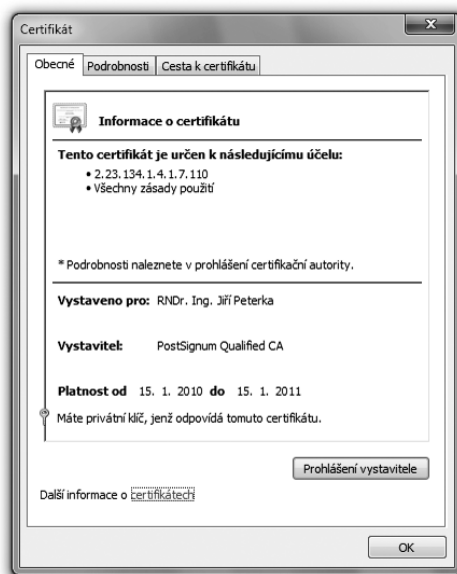 Certifikát
Obecné Podrobnosti Cesta k certifikátu
Informace o certifikátu
Tento certifikát je určen k následujícímu účelu:
• 2.23.134.1.4.1.7.110
• Všechny zásady použití
* Podrobnosti naleznete v prohlášení certifikační autority.
Vystaveno pro: RNDr. Ing. Jiří Peterka
Vystavitel: PostSignum Qualified CA
Platnost od 15. 1. 2010 do 15. 1. 2011
Máte privátní klíč, jenž odpovídá tomuto certifikátu.
Prohlášení vystavitele
Další informace o certifikátech
OK